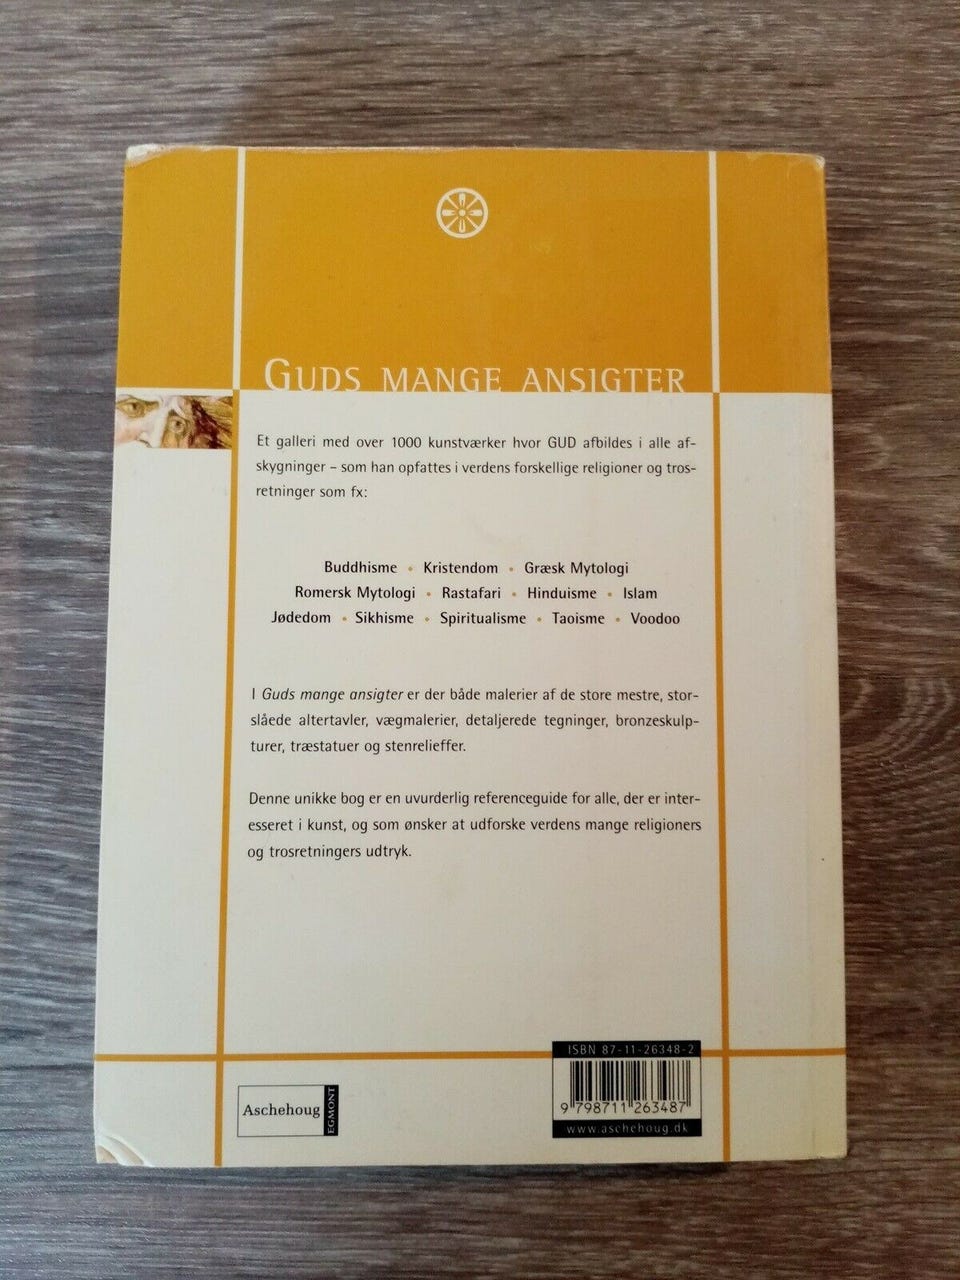 GUDS MANGE ANSIGTER
Et galleri med over 1000 kunstværker hvor GUD afbildes i alle af-
skygninger – som han opfattes i verdens forskellige religioner og tros-
retninger som fx:
Buddhisme • Kristendom • Græsk Mytologi
Romersk Mytologi • Rastafari • Hinduisme • Islam
Jødedom • Sikhisme • Spiritualisme • Taoisme • Voodoo
I Guds mange ansigter er der både malerier af de store mestre, stor-
slåede altertavler, vægmalerier, detaljerede tegninger, bronzeskulp-
turer, træstatuer og stenrelieffer.
Denne unikke bog er en uvurderlig referenceguide for alle, der er inter-
esseret i kunst, og som ønsker at udforske verdens mange religioners
og trosretningers udtryk.
ISBN 87-11-26348-2
9 798711 263487
www.aschehoug.dk
Aschehoug
EGMONT